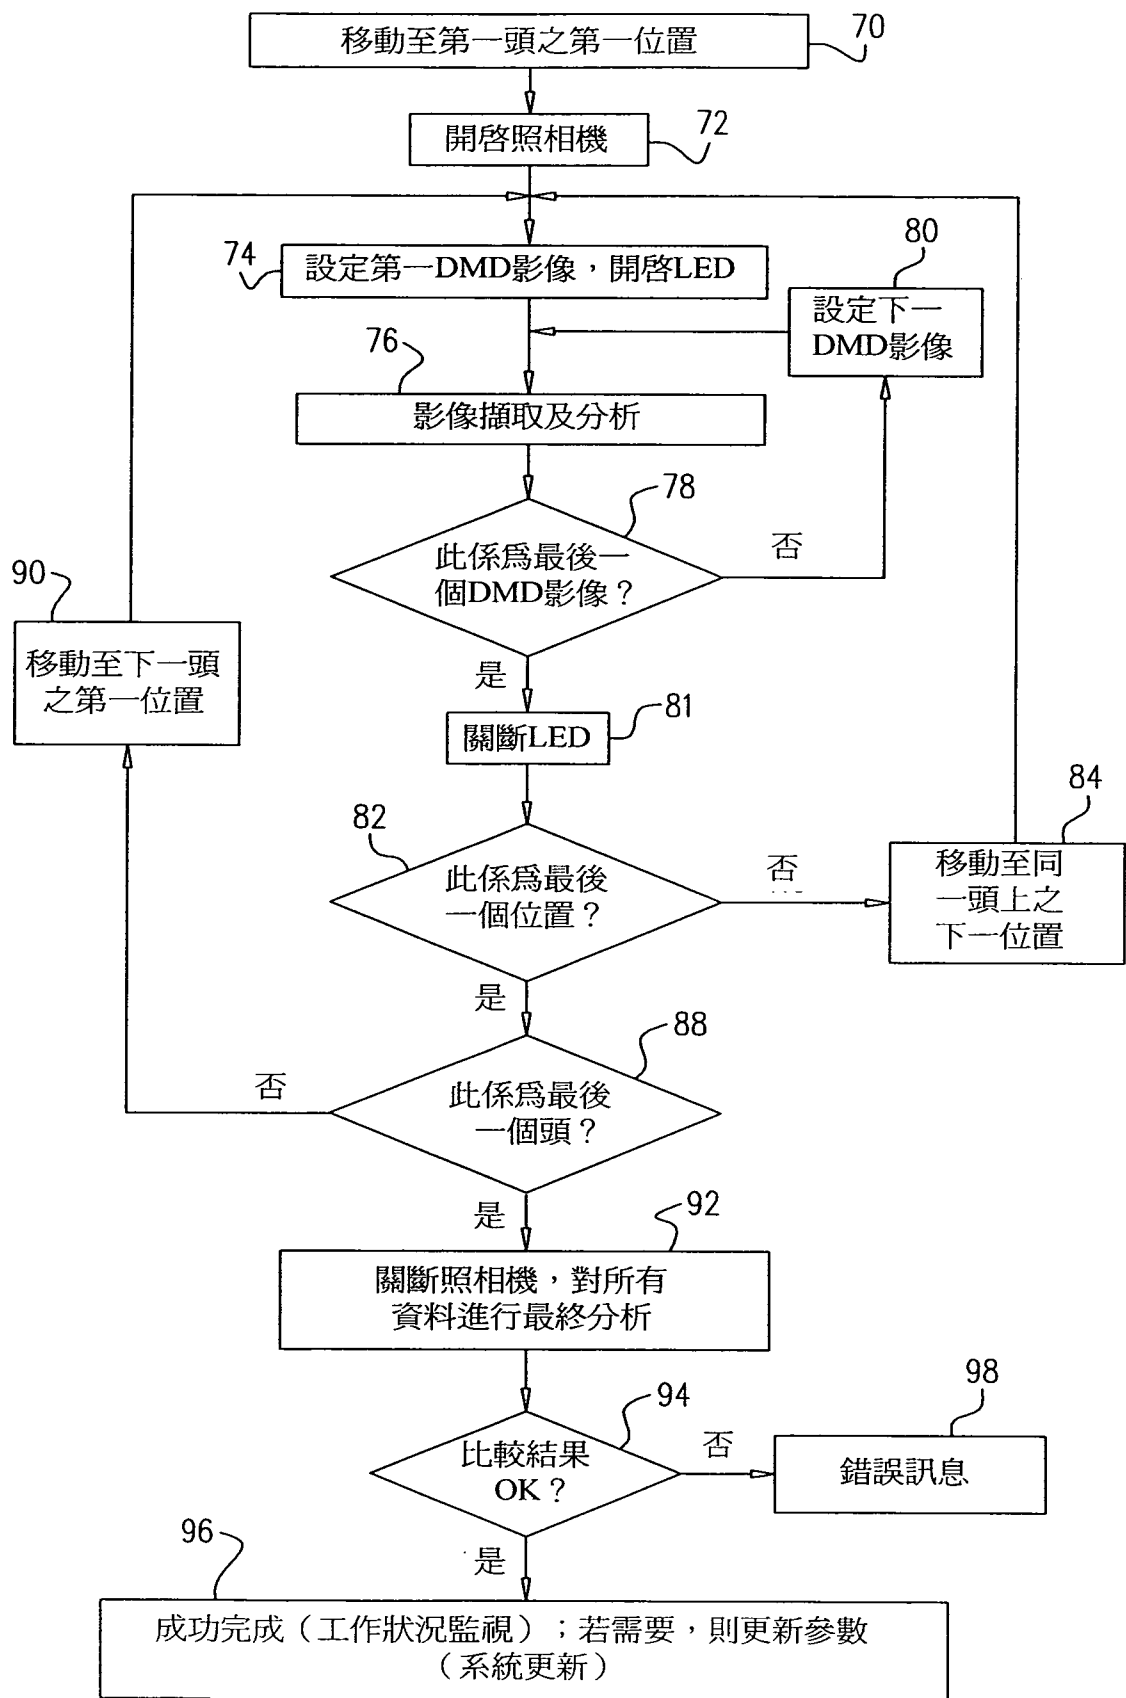 移動至第一頭之第一位置
70
開啓照相機
72
74
設定第一DMD影像，開啓LED
80
設定下一
DMD影像
76
影像擷取及分析
78
此係爲最後一
個DMD影像？
否
90
移動至下一頭
之第一位置
是
81
關斷LED
82
此係爲最後
一個位置？
否
84
移動至同
一頭上之
下一位置
是
88
此係爲最後
一個頭？
否
是
92
關斷照相機，對所有
資料進行最終分析
94
比較結果
OK？
否
98
錯誤訊息
96
是
成功完成（工作狀況監視）；若需要，則更新參數
（系統更新）